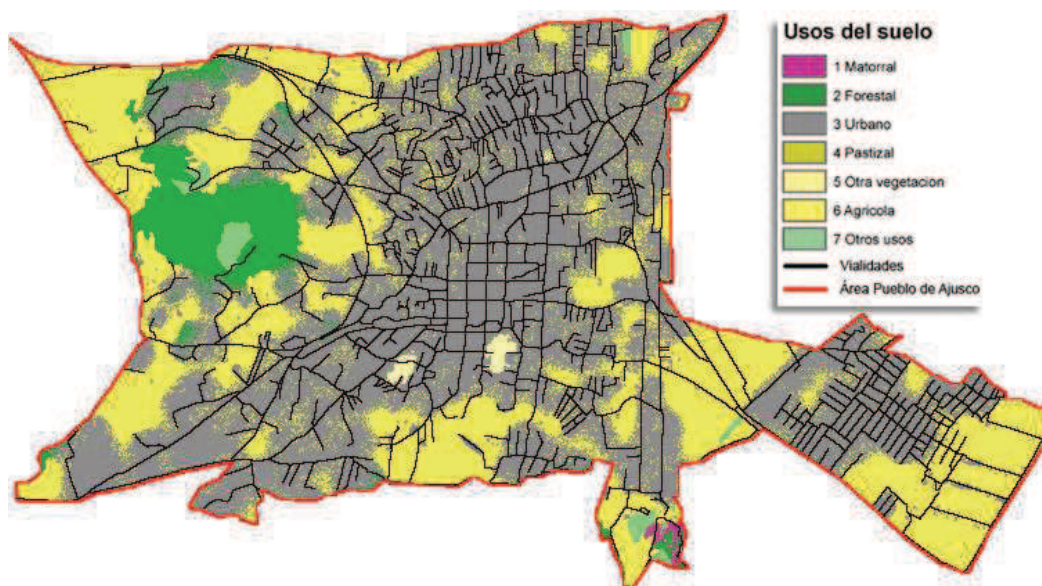 Usos del suelo
1 Matorral
2 Forestal
3 Urbano
4 Pastizal
5 Otra vegetacion
6 Agricola
7 Otros usos
Vialidades
Área Pueblo de Ajusco